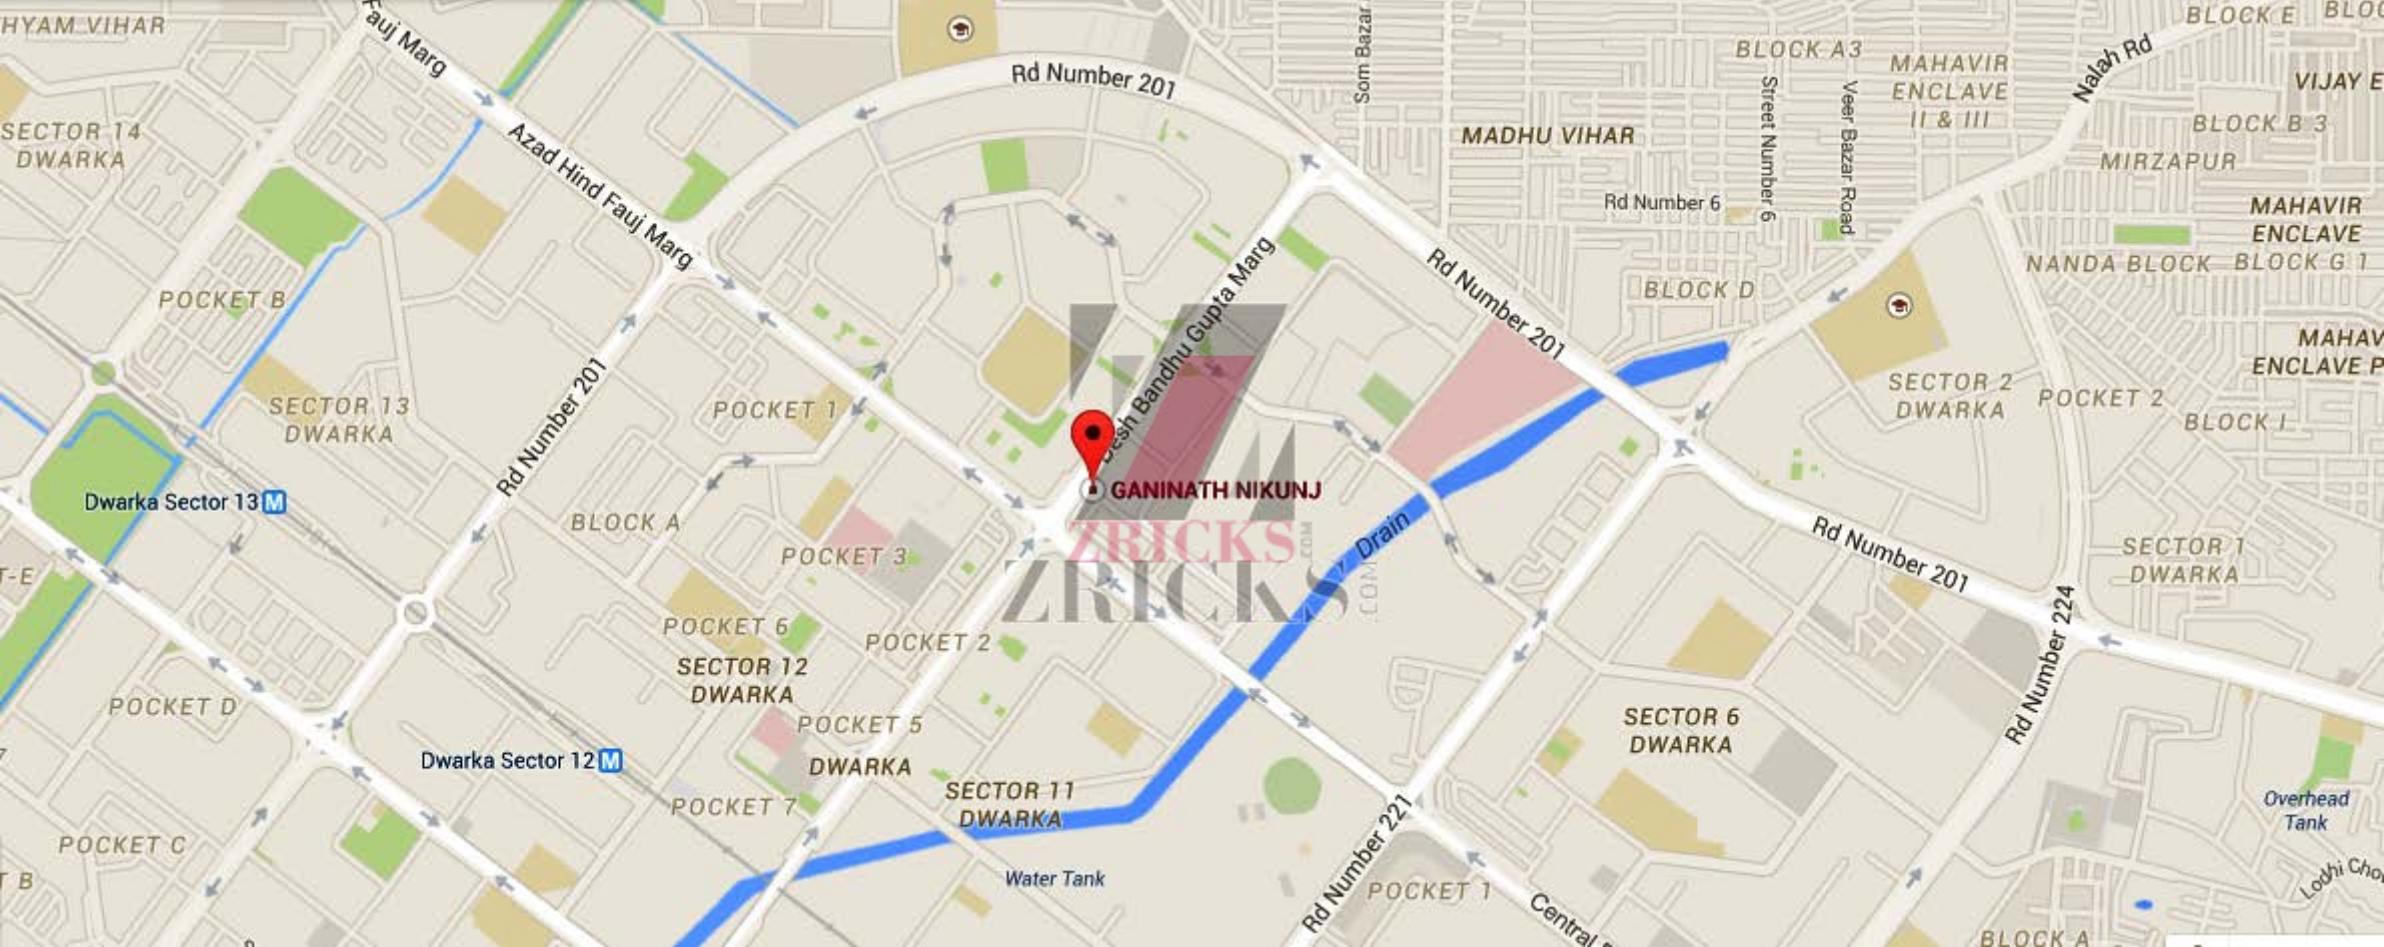 HYAM VIHAR
Fauj Marg
Rd Number 201
Som Bazar
BLOCK A3
MAHAVIR
ENCLAVE
II & III
Nalah Rd
BLOCK E
VIJAY E
SECTOR 14
DWARKA
Azad Hind Fauj Marg
MADHU VIHAR
Street Number 6
Veer Bazar Road
BLOCK B 3
MIRZAPUR
Rd Number 6
MAHAVIR
ENCLAVE
NANDA BLOCK
BLOCK G 1
POCKET B
Desh Bandhu Gupta Marg
Rd Number 201
BLOCK D
MAHAV
ENCLAVE P
SECTOR 13
DWARKA
Rd Number 201
POCKET 1
SECTOR 2
DWARKA
POCKET 2
BLOCK I
Dwarka Sector 13 M
GANINATH NIKUNJ
BLOCK A
POCKET 3
Drain
Rd Number 201
SECTOR 1
DWARKA
T-E
ZRICKS
.COM
ZRICKS
.COM
POCKET 6
POCKET 2
SECTOR 12
DWARKA
Rd Number 224
POCKET D
POCKET 5
DWARKA
SECTOR 6
DWARKA
Dwarka Sector 12 M
POCKET 7
SECTOR 11
DWARKA
Overhead
Tank
POCKET C
Water Tank
Rd Number 221
POCKET 1
Central
T B
Lodhi Cho
BLOCK A